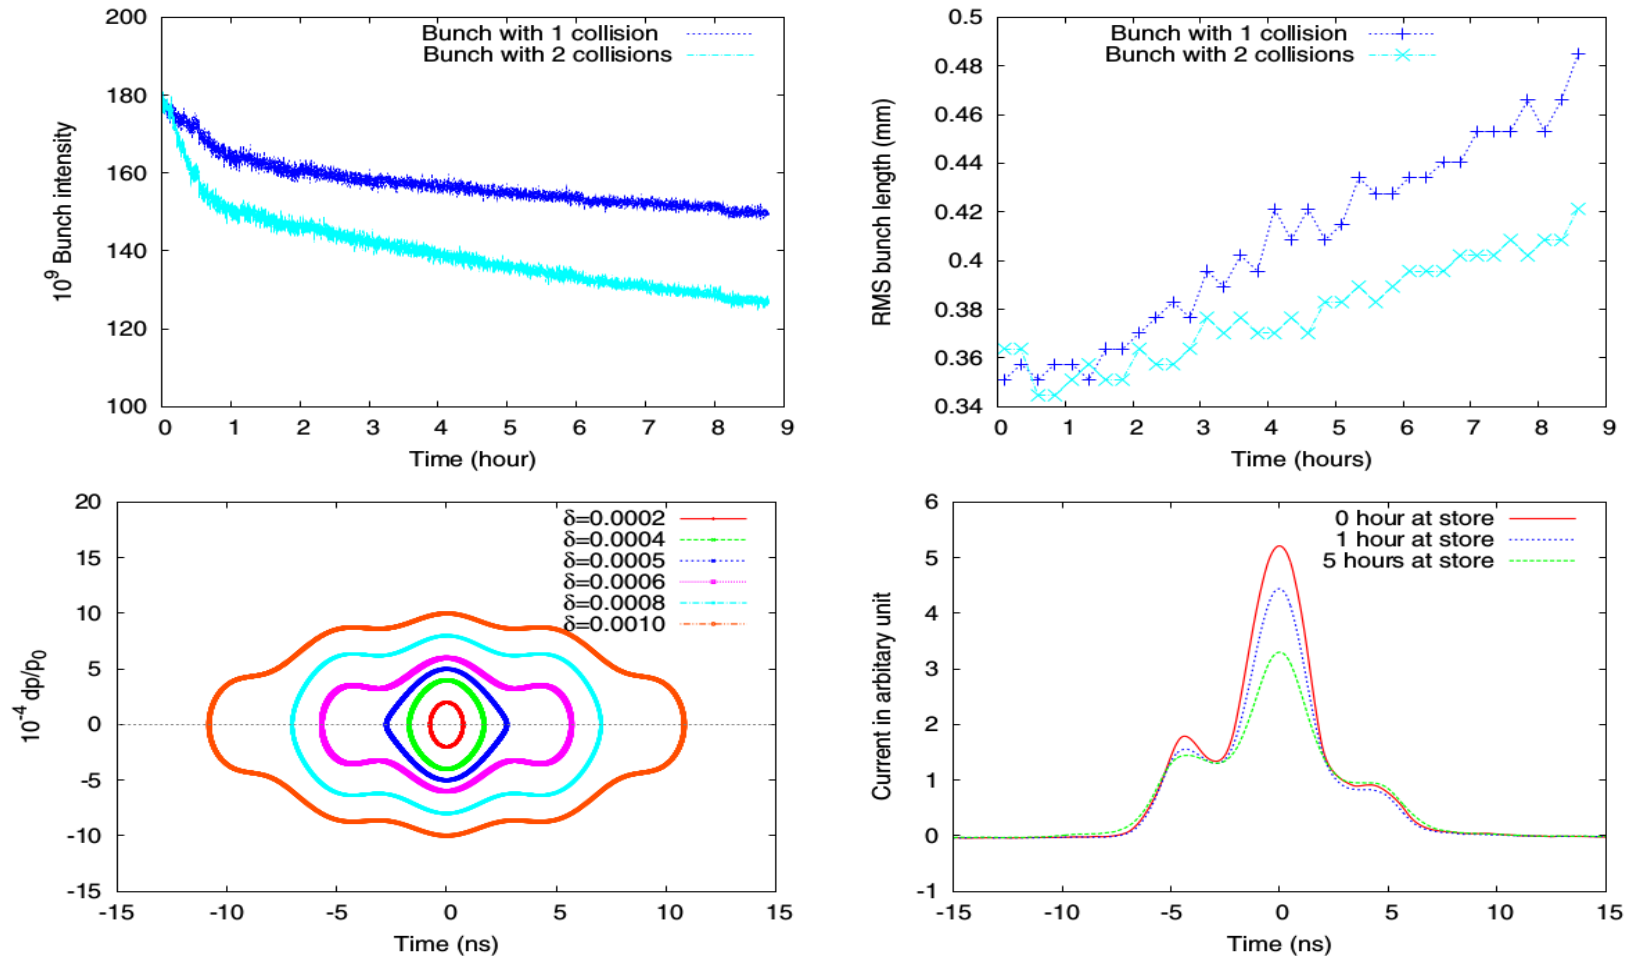 200
180
160
140
120
100
10⁹ Bunch intensity
Bunch with 1 collision
Bunch with 2 collisions
0 1 2 3 4 5 6 7 8 9
Time (hour)
0.5
0.48
0.46
0.44
0.42
0.4
0.38
0.36
0.34
RMS bunch length (mm)
Bunch with 1 collision
Bunch with 2 collisions
0 1 2 3 4 5 6 7 8 9
Time (hours)
20
15
10
5
0
-5
-10
-15
10⁻⁴ dp/p₀
δ=0.0002
δ=0.0004
δ=0.0005
δ=0.0006
δ=0.0008
δ=0.0010
-15 -10 -5 0 5 10 15
Time (ns)
6
5
4
3
2
1
0
-1
Current in arbitary unit
0 hour at store
1 hour at store
5 hours at store
-15 -10 -5 0 5 10 15
Time (ns)